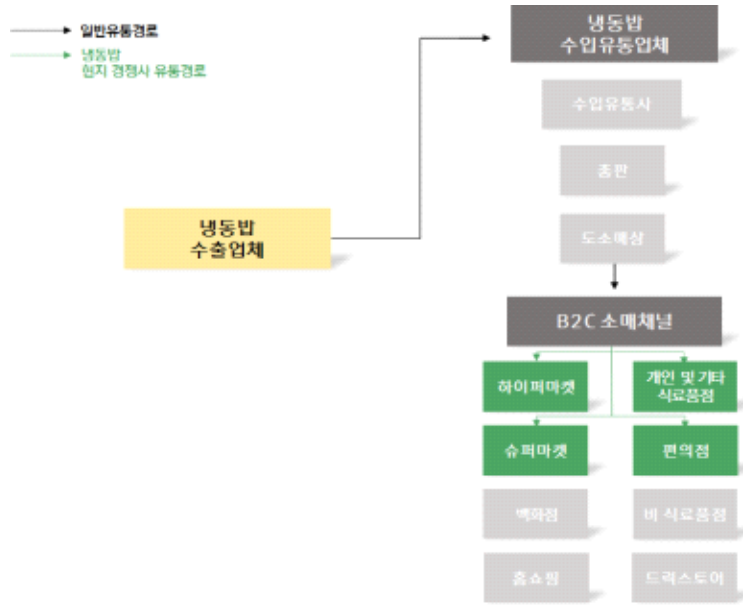 일반유통경로
냉동밥
현지 경쟁사 유통경로
냉동밥
수입유통업체
수입유통사
총판
도소매상
냉동밥
수출업체
B2C 소매채널
하이퍼마켓
개인 및 기타
식료품점
슈퍼마켓
편의점
백화점
비 식료품점
홈쇼핑
드럭스토어